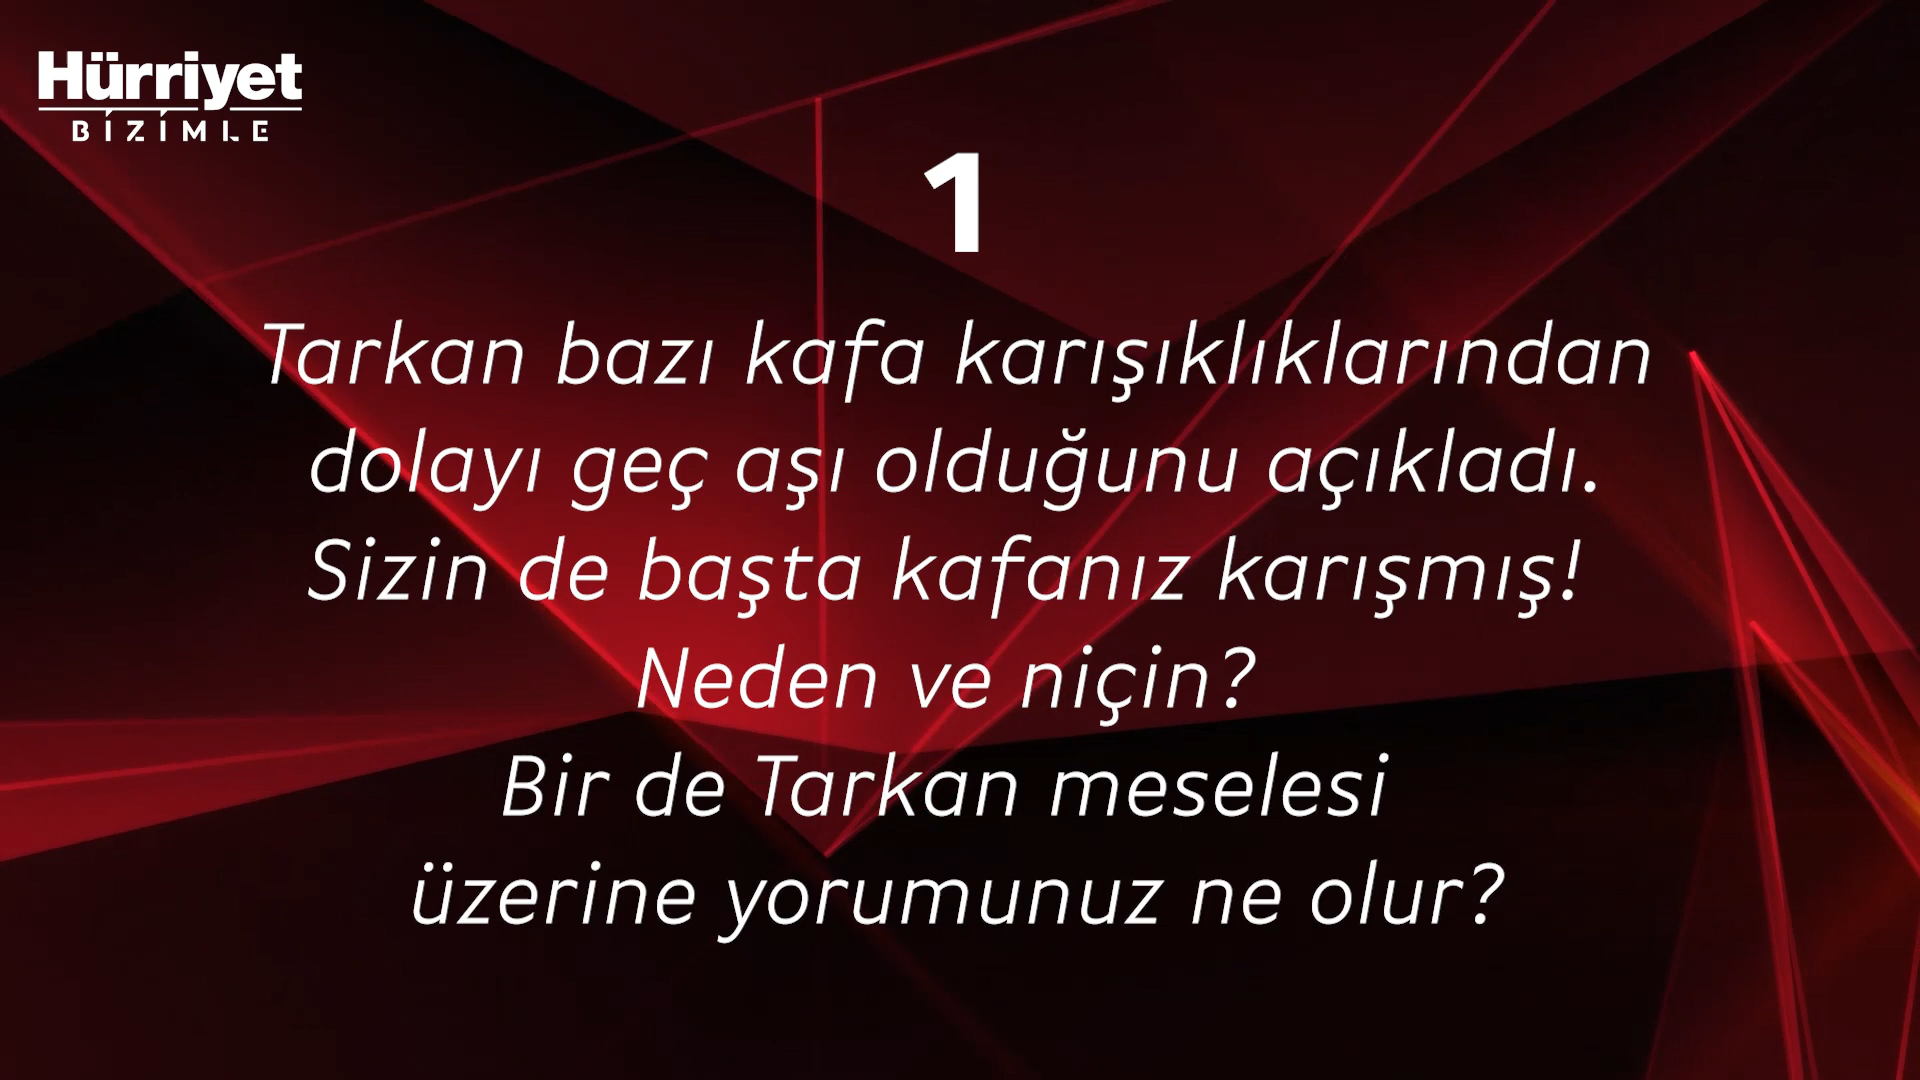 Hürriyet
BİZİMLE
1
Tarkan bazı kafa karışıklıklarından
dolayı geç aşı olduğunu açıkladı.
Sizin de başta kafanız karışmış!
Neden ve niçin?
Bir de Tarkan meselesi
üzerine yorumunuz ne olur?